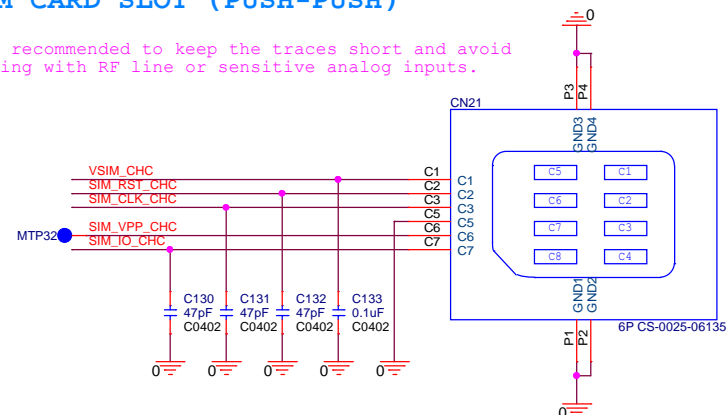 M CARD SLOT (PUSH-PUSH)
recommended to keep the traces short and avoid
ing with RF line or sensitive analog inputs.
0
P3
P4
CN21
GND3
GND4
VSIM_CHC
SIM_RST_CHC
SIM_CLK_CHC
SIM_VPP_CHC
SIM_IO_CHC
MTP32
C1
C2
C3
C5
C6
C7
C1
C2
C3
C5
C6
C7
C5 C1
C6 C2
C7 C3
C8 C4
GND1
GND2
P1
P2
6P CS-0025-06135
C130
47pF
C0402
C131
47pF
C0402
C132
47pF
C0402
C133
0.1uF
C0402
0 0 0 0 0
0